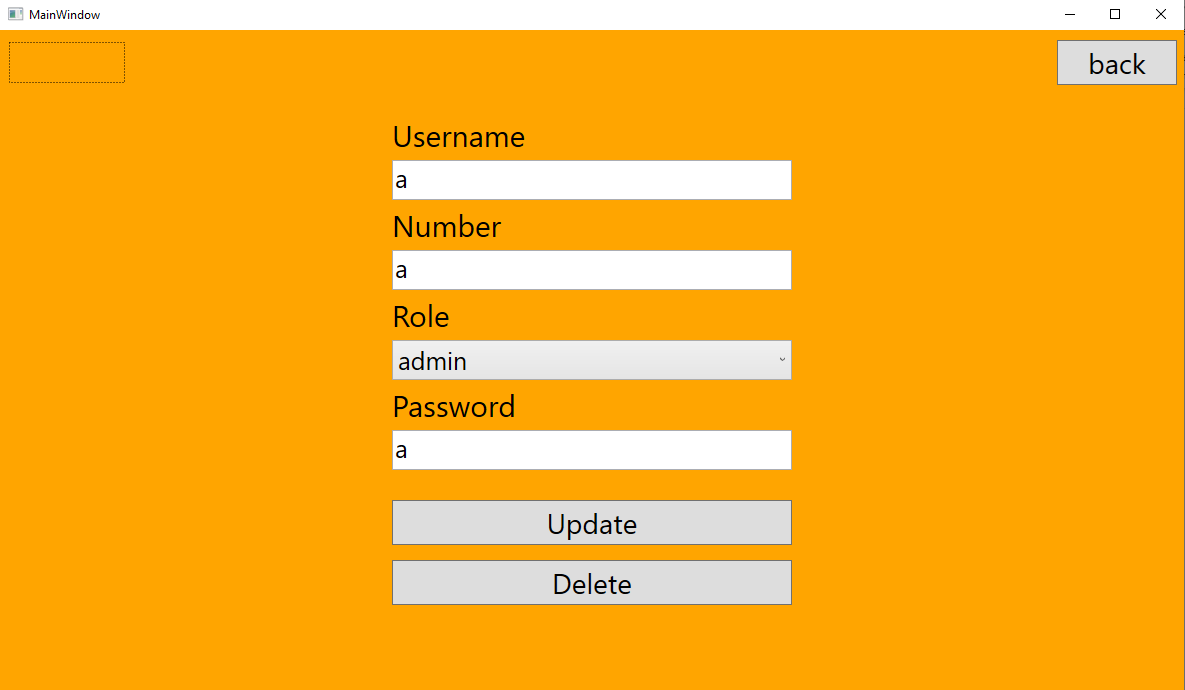 MainWindow
back
Username
a
Number
a
Role
admin
Password
a
Update
Delete